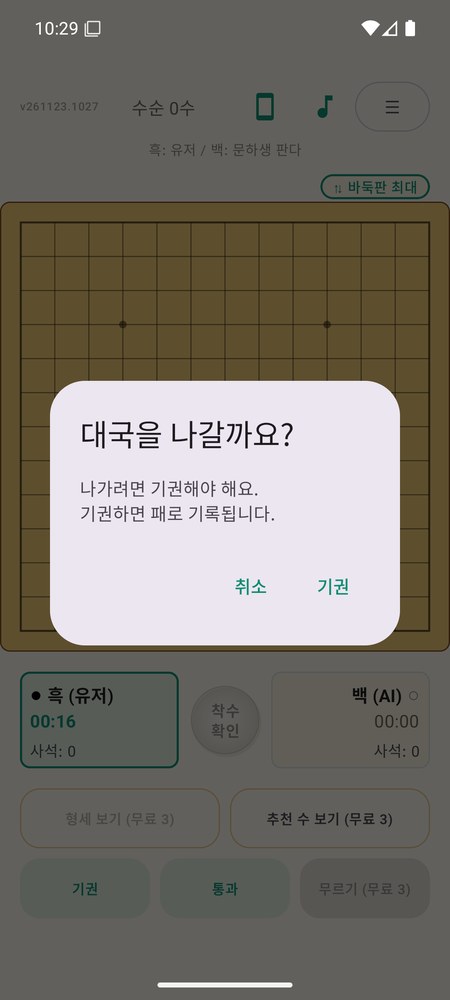 10:29
v261123.1027
수순 0수
흑: 유저 / 백: 문하생 판다
⇅ 바둑판 최대
대국을 나갈까요?
나가려면 기권해야 해요.
기권하면 패로 기록됩니다.
취소
기권
● 흑 (유저)
00:16
사석: 0
착수
확인
백 (AI) ○
00:00
사석: 0
형세 보기 (무료 3)
추천 수 보기 (무료 3)
기권
통과
무르기 (무료 3)